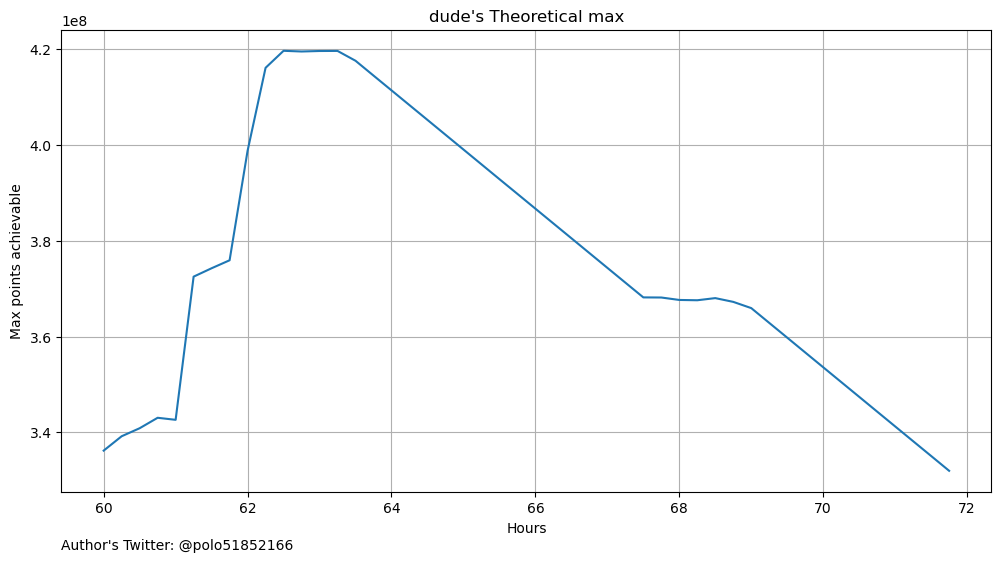 dude's Theoretical max
1e8
4.2
4.0
3.8
3.6
3.4
Max points achievable
60 62 64 66 68 70 72
Hours
Author's Twitter: @polo51852166